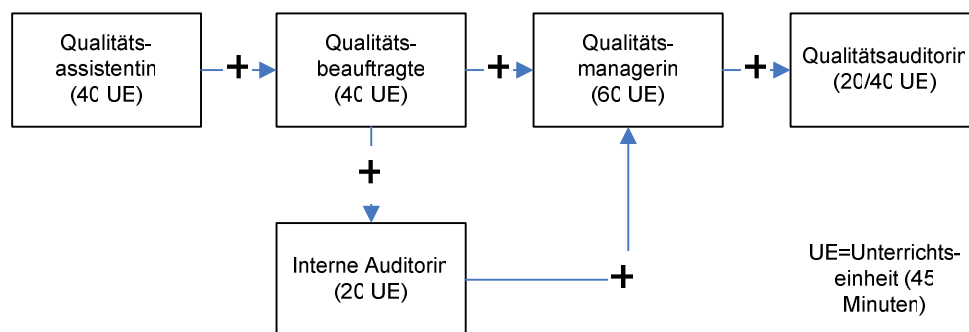 Qualitäts-
assistentin
(40 UE)
+
Qualitäts-
beauftragte
(40 UE)
+
Qualitäts-
managerin
(60 UE)
+
Qualitätsauditorin
(20/40 UE)
+
Interne Auditorin
(20 UE)
+
UE=Unterrichts-
einheit (45
Minuten)